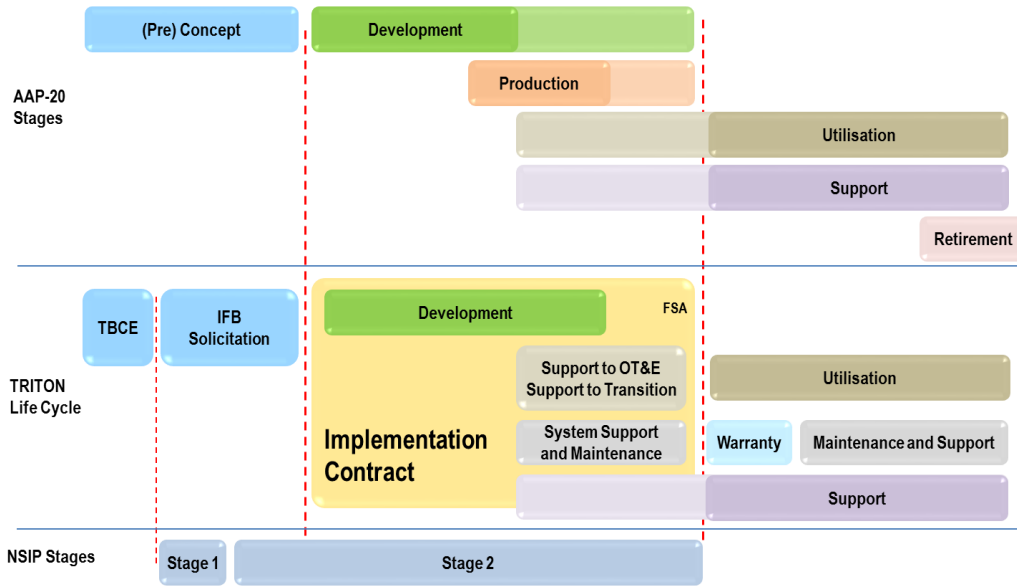 (Pre) Concept
Development
Production
AAP-20
Stages
Utilisation
Support
Retirement
TBCE
IFB
Solicitation
Development
FSA
Support to OT&E
Support to Transition
Utilisation
TRITON
Life Cycle
Implementation
Contract
System Support
and Maintenance
Warranty
Maintenance and Support
Support
NSIP Stages
Stage 1
Stage 2